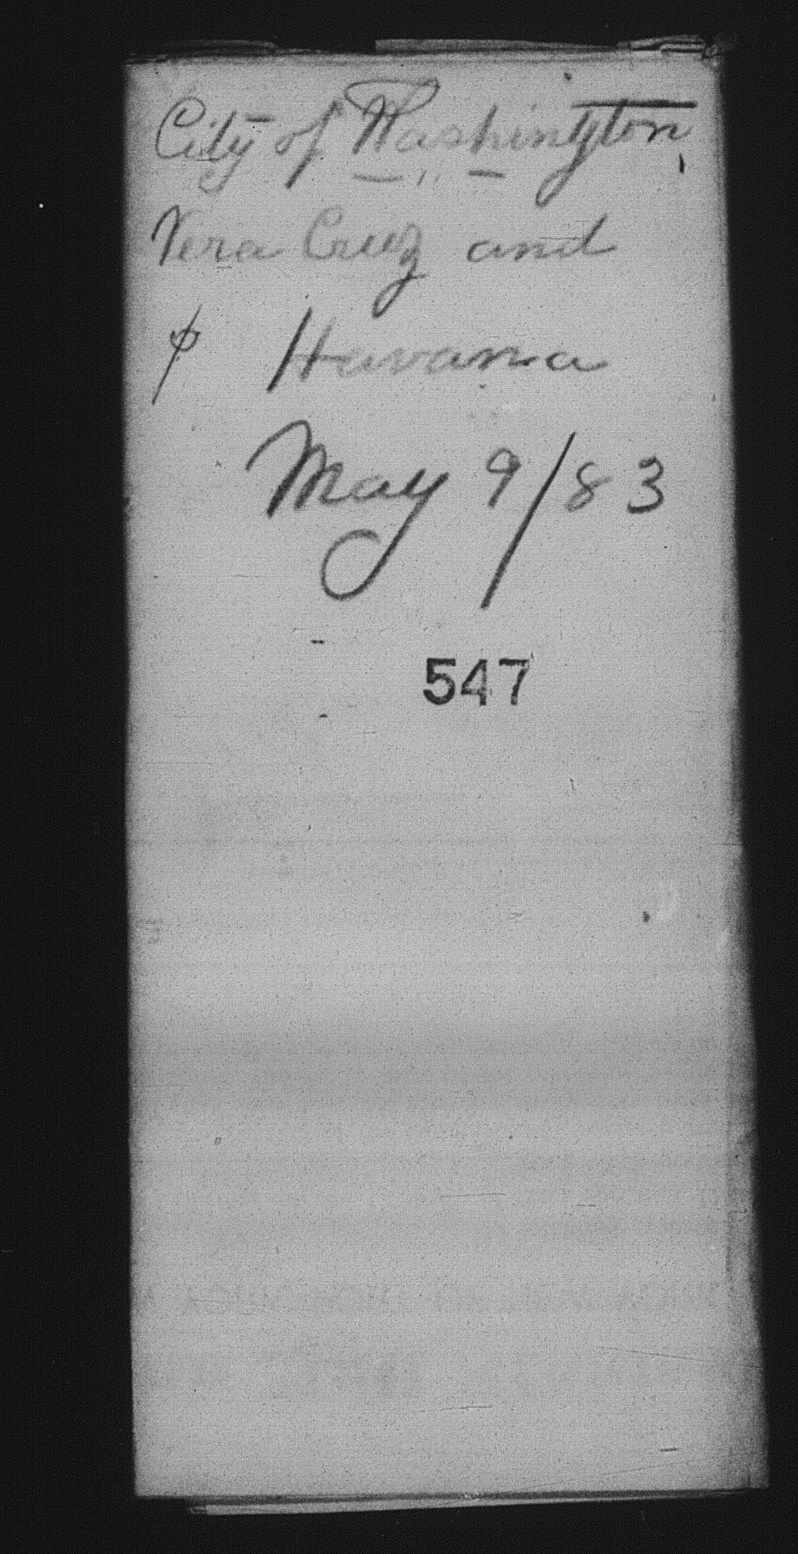 City of Washington
— " —
Vera Cruz and
Havana
May 9/83
547